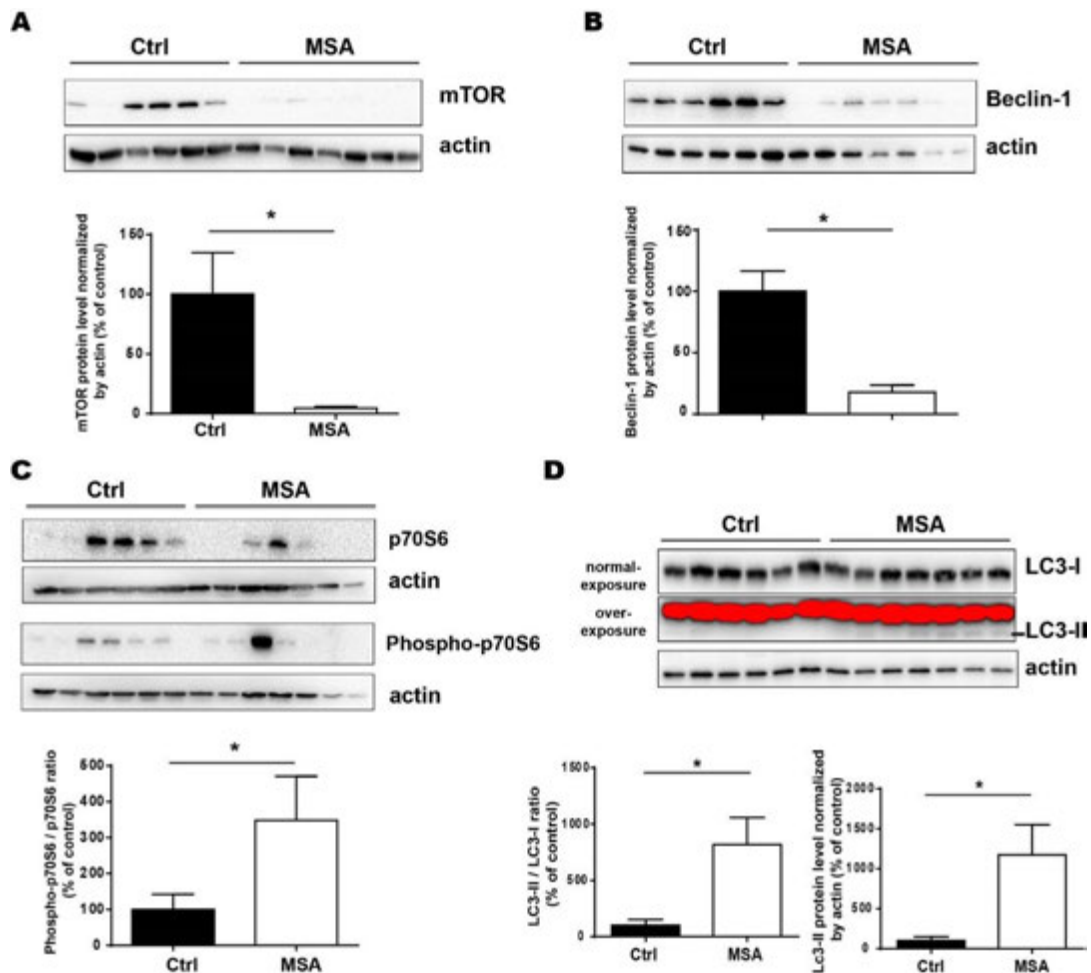 A
Ctrl MSA
mTOR
actin
*
mTOR protein level normalized
by actin (% of control)
150
100
50
0
Ctrl MSA
B
Ctrl MSA
Beclin-1
actin
*
Beclin-1 protein level normalized
by actin (% of control)
150
100
50
0
C
Ctrl MSA
p70S6
actin
Phospho-p70S6
actin
*
Phospho-p70S6 / p70S6 ratio
(% of control)
500
400
300
200
100
0
Ctrl MSA
D
Ctrl MSA
normal-
exposure
LC3-I
over-
exposure
LC3-II
actin
*
LC3-II / LC3-I ratio
(% of control)
1500
1000
500
0
Ctrl MSA
*
Lc3-II protein level normalized
by actin (% of control)
2000
1500
1000
500
0
Ctrl MSA